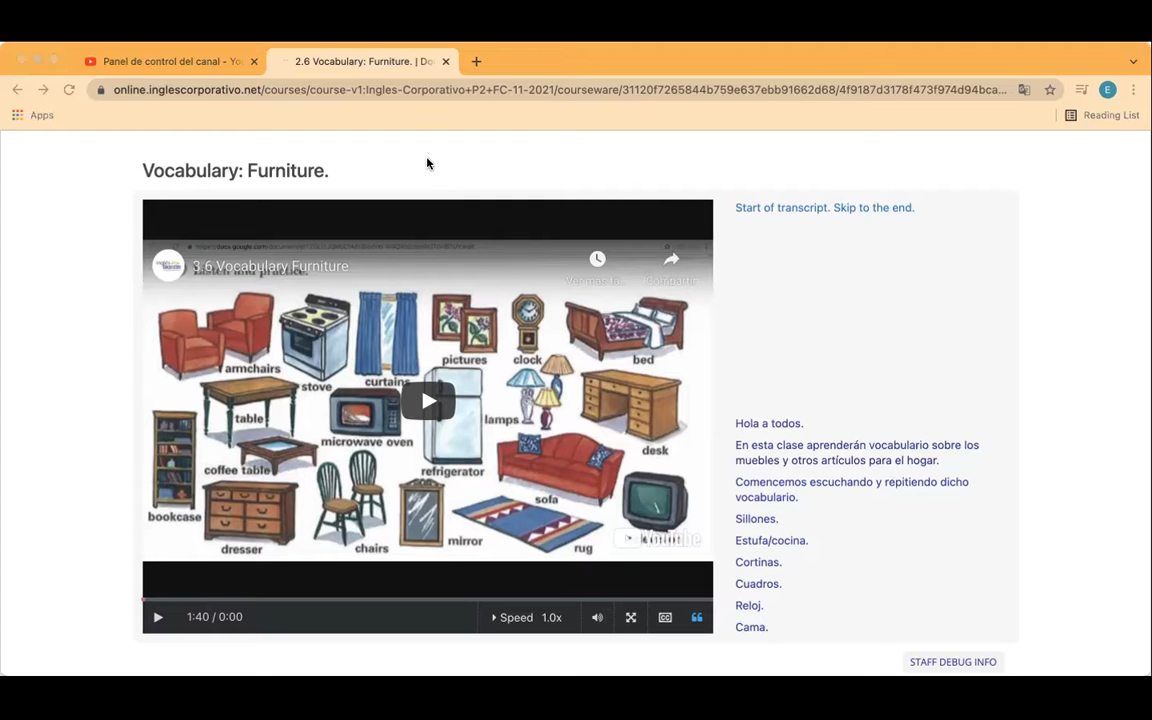 Panel de control del canal - Yo
2.6 Vocabulary: Furniture. | Do
online.inglescorporativo.net/courses/course-v1:Ingles-Corporativo+P2+FC-11-2021/courseware/31120f7265844b759e637ebb91662d68/4f9187d3178f473f974d94bca...
E
Apps
Reading List
Vocabulary: Furniture.
Start of transcript. Skip to the end.
3.6 Vocabulary Furniture
Compartir
pictures
clock
bed
armchairs
stove
curtains
table
lamps
microwave oven
desk
coffee table
refrigerator
sofa
bookcase
mirror
rug
dresser
chairs
YouTube
Hola a todos.
En esta clase aprenderán vocabulario sobre los
muebles y otros artículos para el hogar.
Comencemos escuchando y repitiendo dicho
vocabulario.
Sillones.
Estufa/cocina.
Cortinas.
Cuadros.
Reloj.
Cama.
1:40 / 0:00
Speed 1.0x
CC
STAFF DEBUG INFO